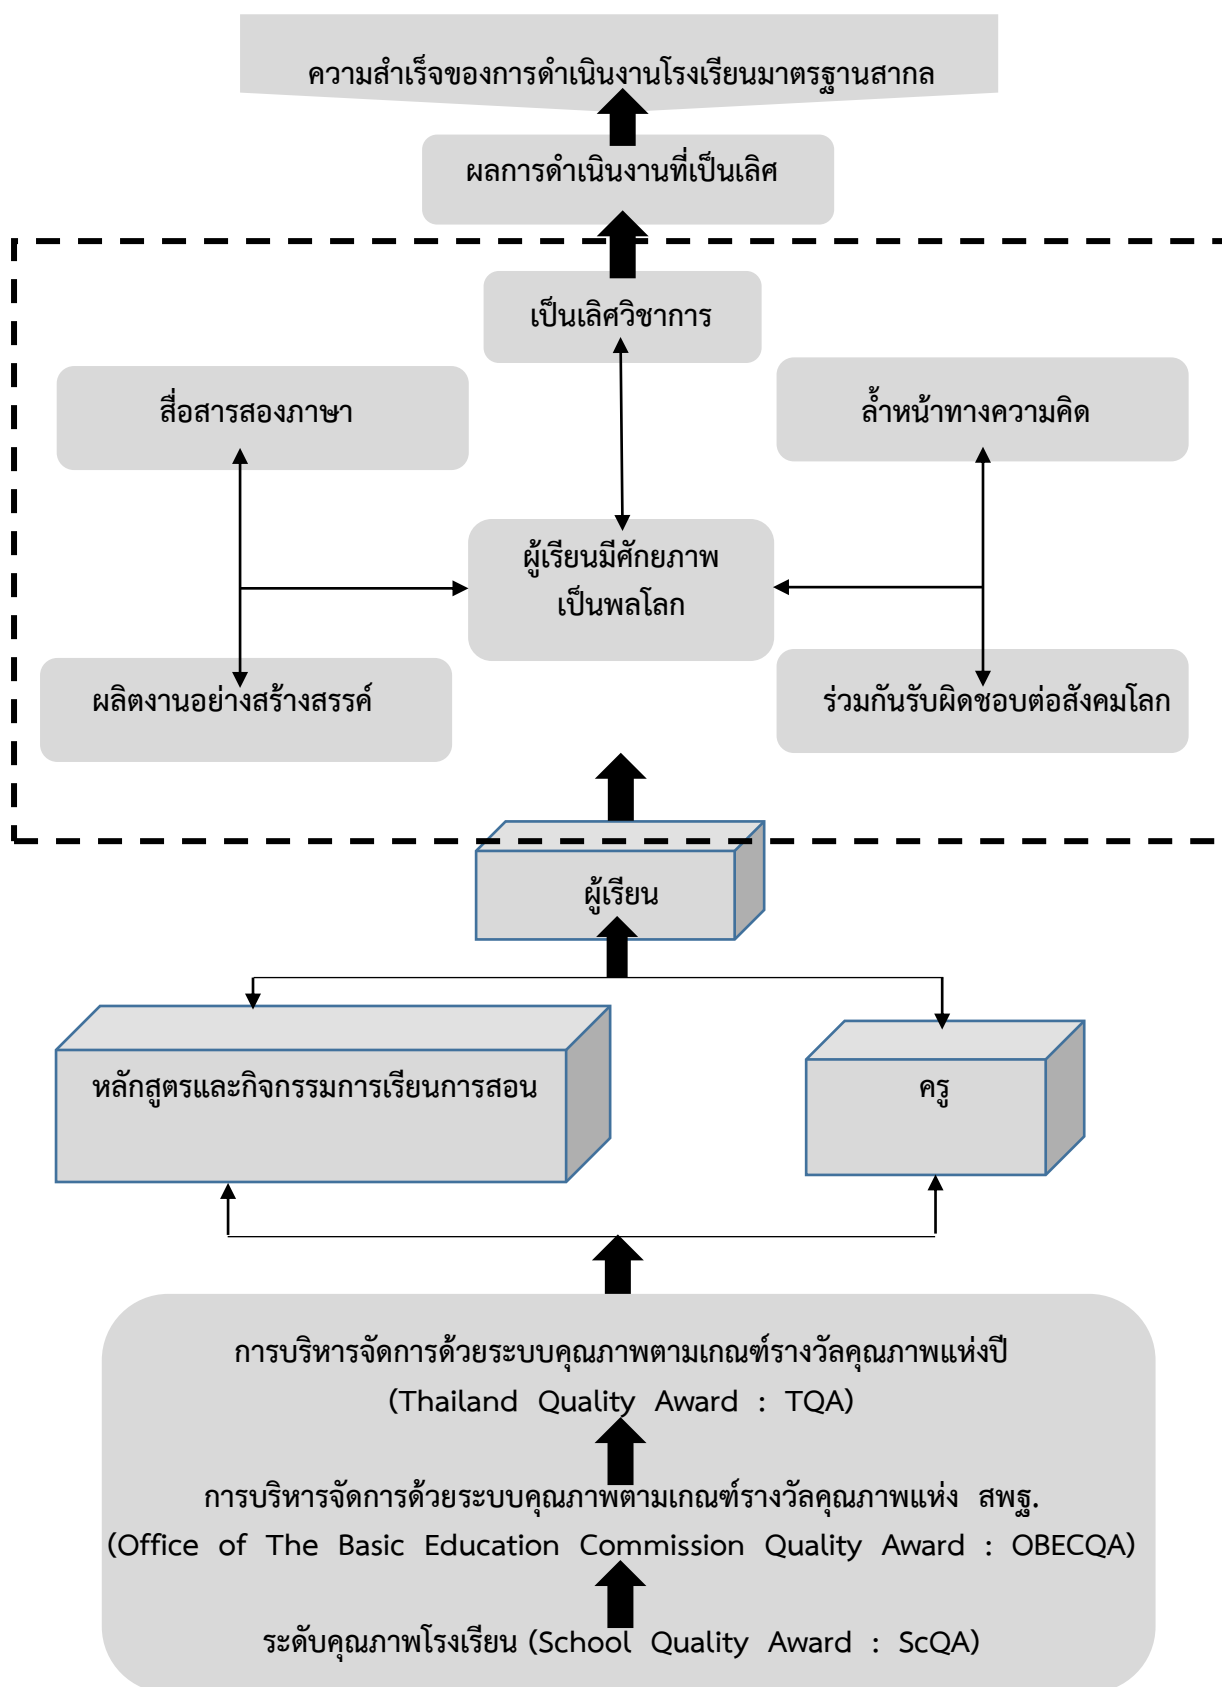 ความสำเร็จของการดำเนินงานโรงเรียนมาตรฐานสากล
ผลการดำเนินงานที่เป็นเลิศ
เป็นเลิศวิชาการ
สื่อสารสองภาษา
ล้ำหน้าทางความคิด
ผู้เรียนมีศักยภาพ
เป็นพลโลก
ผลิตงานอย่างสร้างสรรค์
ร่วมกันรับผิดชอบต่อสังคมโลก
ผู้เรียน
หลักสูตรและกิจกรรมการเรียนการสอน
ครู
การบริหารจัดการด้วยระบบคุณภาพตามเกณฑ์รางวัลคุณภาพแห่งปี
(Thailand Quality Award : TQA)
การบริหารจัดการด้วยระบบคุณภาพตามเกณฑ์รางวัลคุณภาพแห่ง สพฐ.
(Office of The Basic Education Commission Quality Award : OBECQA)
ระดับคุณภาพโรงเรียน (School Quality Award : ScQA)